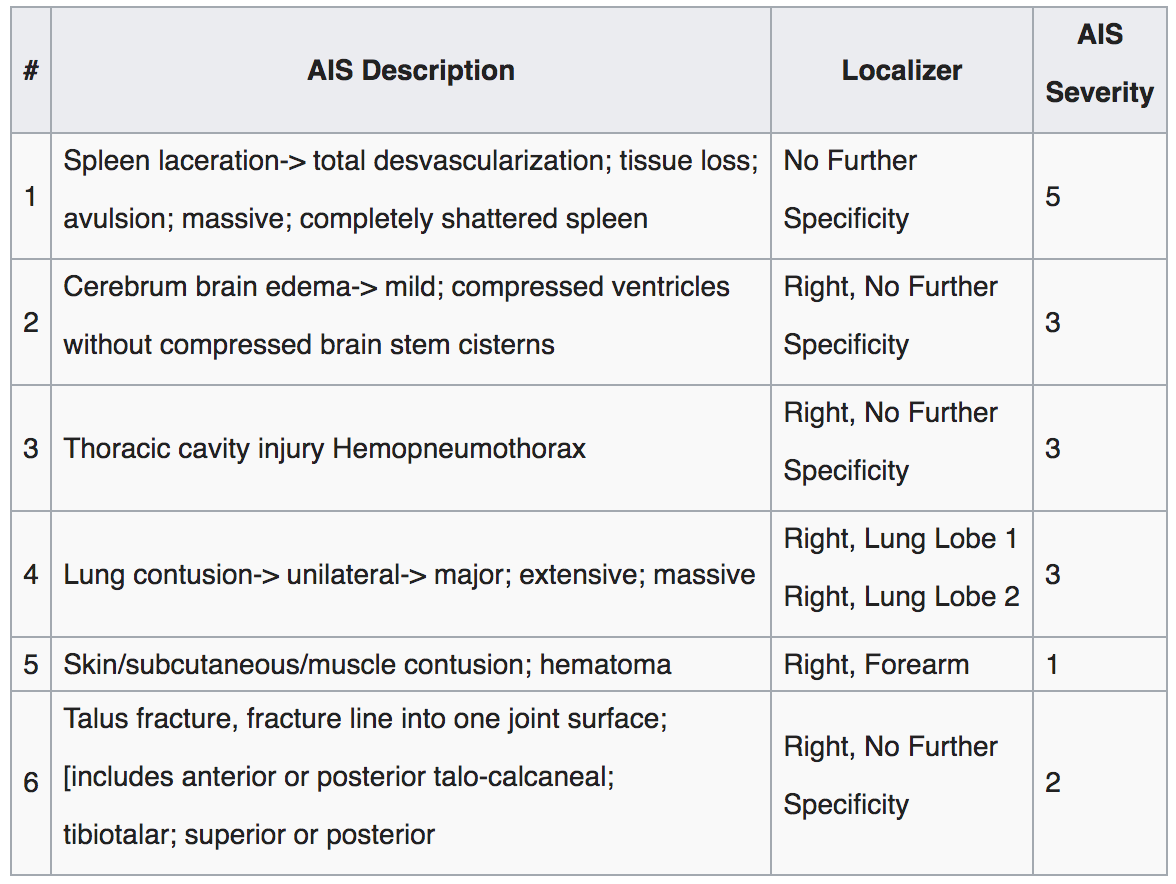 # AIS Description Localizer AIS Severity
1 Spleen laceration-> total desvascularization; tissue loss; No Further
avulsion; massive; completely shattered spleen Specificity 5
2 Cerebrum brain edema-> mild; compressed ventricles Right, No Further
without compressed brain stem cisterns Specificity 3
3 Thoracic cavity injury Hemopneumothorax Right, No Further
Specificity 3
4 Lung contusion-> unilateral-> major; extensive; massive Right, Lung Lobe 1
Right, Lung Lobe 2 3
5 Skin/subcutaneous/muscle contusion; hematoma Right, Forearm 1
6 Talus fracture, fracture line into one joint surface;
[includes anterior or posterior talo-calcaneal;
tibiotalar; superior or posterior Right, No Further
Specificity 2